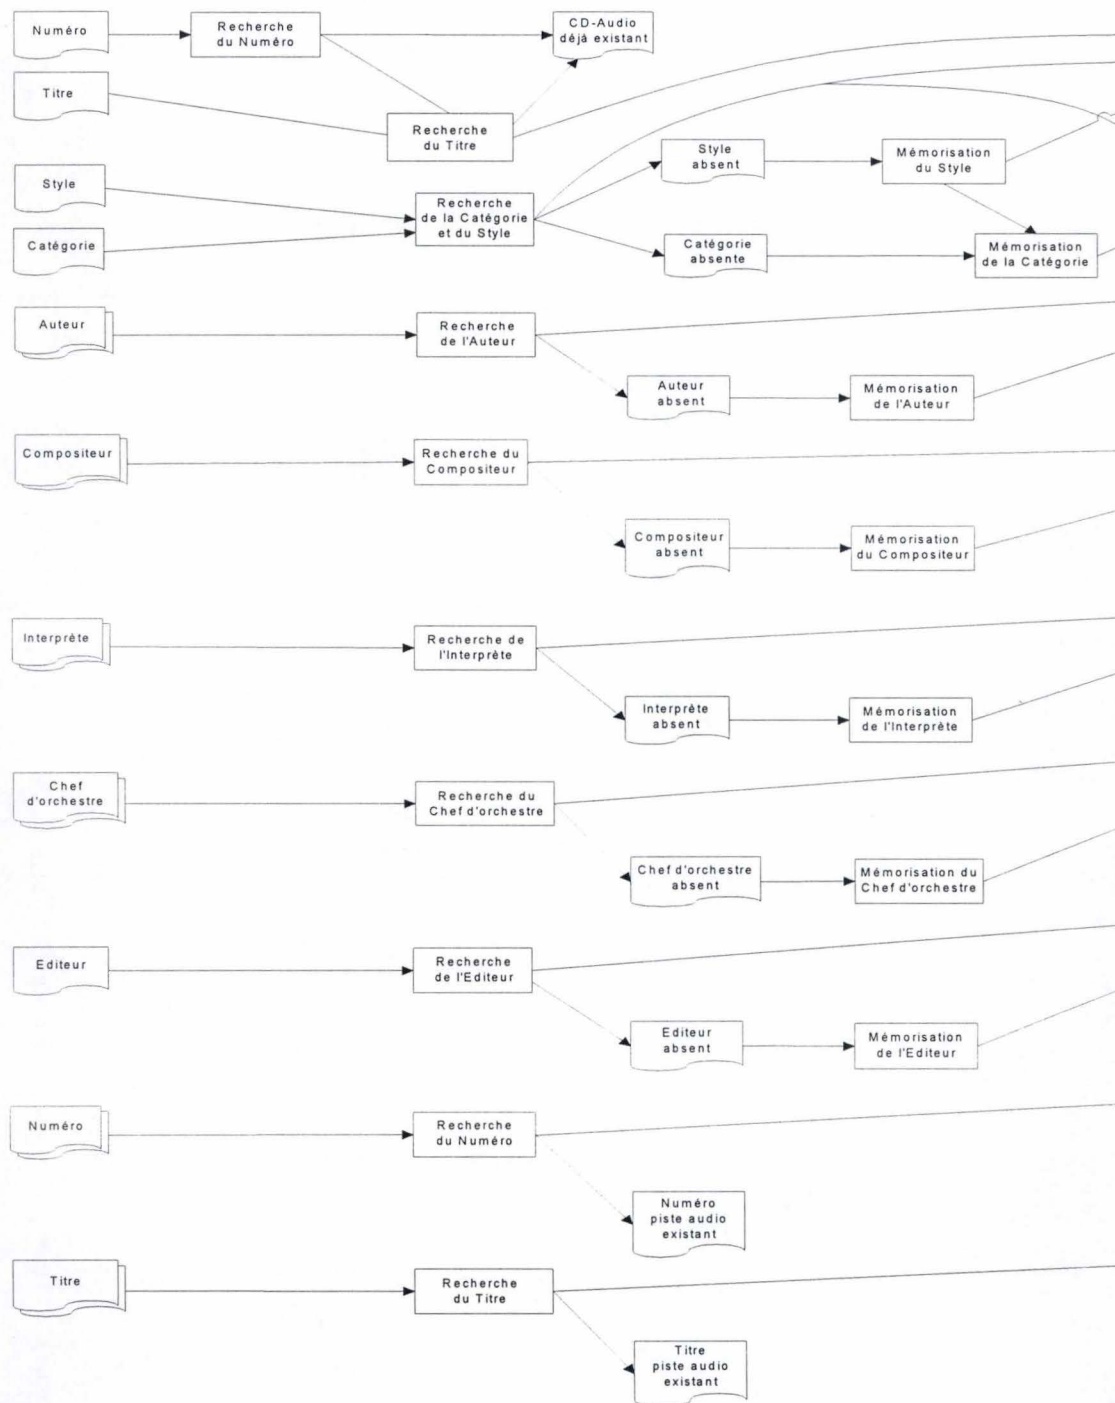 Numéro
Recherche
du Numéro
CD-Audio
déjà existant
Titre
Recherche
du Titre
Style
absent
Mémorisation
du Style
Style
Recherche
de la Catégorie
et du Style
Catégorie
Catégorie
absente
Mémorisation
de la Catégorie
Auteur
Recherche
de l'Auteur
Auteur
absent
Mémorisation
de l'Auteur
Compositeur
Recherche du
Compositeur
Compositeur
absent
Mémorisation
du Compositeur
Interprète
Recherche de
l'Interprète
Interprète
absent
Mémorisation
de l'Interprète
Chef
d'orchestre
Recherche du
Chef d'orchestre
Chef d'orchestre
absent
Mémorisation du
Chef d'orchestre
Editeur
Recherche
de l'Editeur
Editeur
absent
Mémorisation
de l'Editeur
Numéro
Recherche
du Numéro
Numéro
piste audio
existant
Titre
Recherche
du Titre
Titre
piste audio
existant